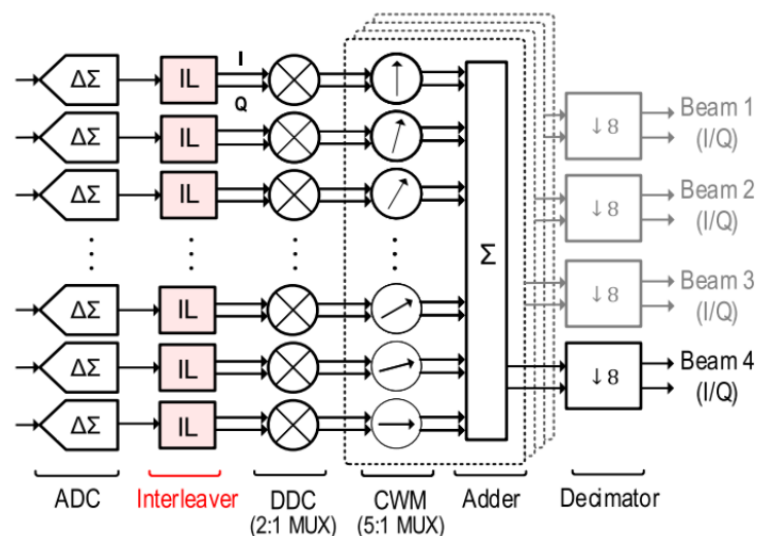 ΔΣ IL I Q
ΔΣ IL
ΔΣ IL
ΔΣ IL
ΔΣ IL
ΔΣ IL
Σ
↓8 Beam 1
(I/Q)
↓8 Beam 2
(I/Q)
↓8 Beam 3
(I/Q)
↓8 Beam 4
(I/Q)
ADC Interleaver DDC CWM Adder Decimator
(2:1 MUX) (5:1 MUX)